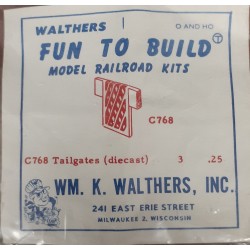 WALTHERS O AND HO
FUN TO BUILD
MODEL RAILROAD KITS
T
C768
C768 Tailgates (diecast) 3 .25
WM. K. WALTHERS, INC.
241 EAST ERIE STREET
MILWAUKEE 2, WISCONSIN